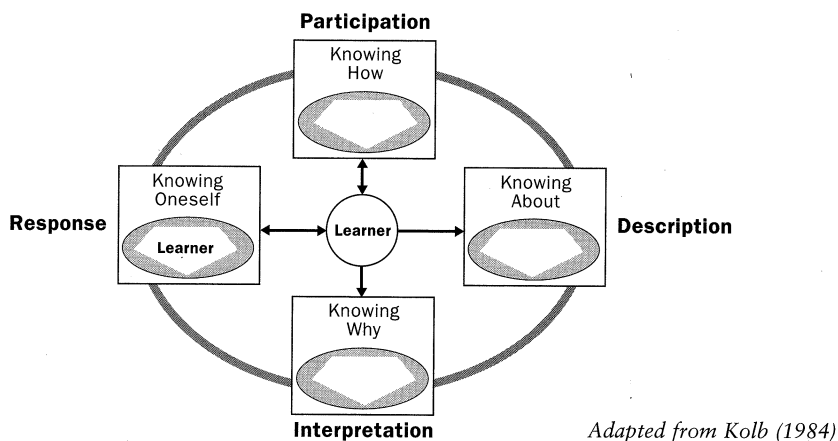 Participation
Knowing
How
Knowing
Oneself
Knowing
About
Response
Learner
Learner
Description
Knowing
Why
Interpretation
Adapted from Kolb (1984)